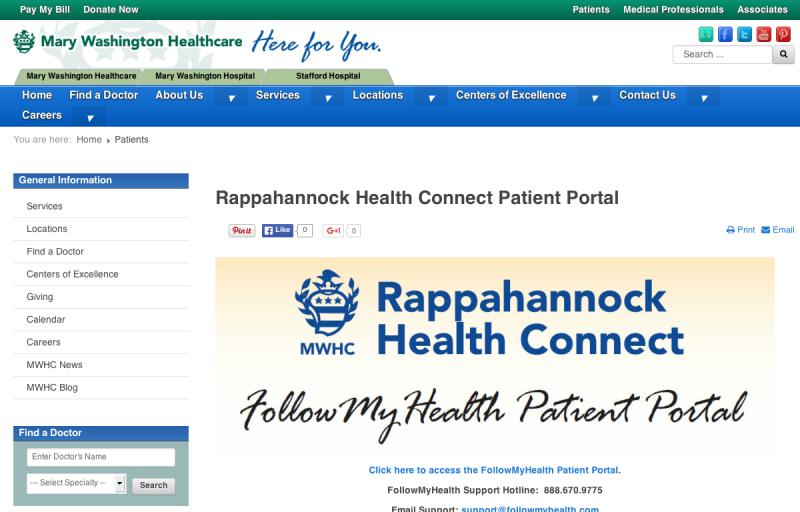 Pay My Bill Donate Now Patients Medical Professionals Associates
Mary Washington Healthcare Here for You.
Search ...
Mary Washington Healthcare Mary Washington Hospital Stafford Hospital
Home Find a Doctor About Us Services Locations Centers of Excellence Contact Us
Careers
You are here: Home Patients
General Information
Services
Locations
Find a Doctor
Centers of Excellence
Giving
Calendar
Careers
MWHC News
MWHC Blog
Find a Doctor
Enter Doctor's Name
--- Select Specialty -- Search
Rappahannock Health Connect Patient Portal
Pin it Like 0 G+1 0 Print Email
Rappahannock
Health Connect
MWHC
FollowMyHealth Patient Portal
Click here to access the FollowMyHealth Patient Portal.
FollowMyHealth Support Hotline: 888.670.9775
Email Support: support@followmyhealth.com